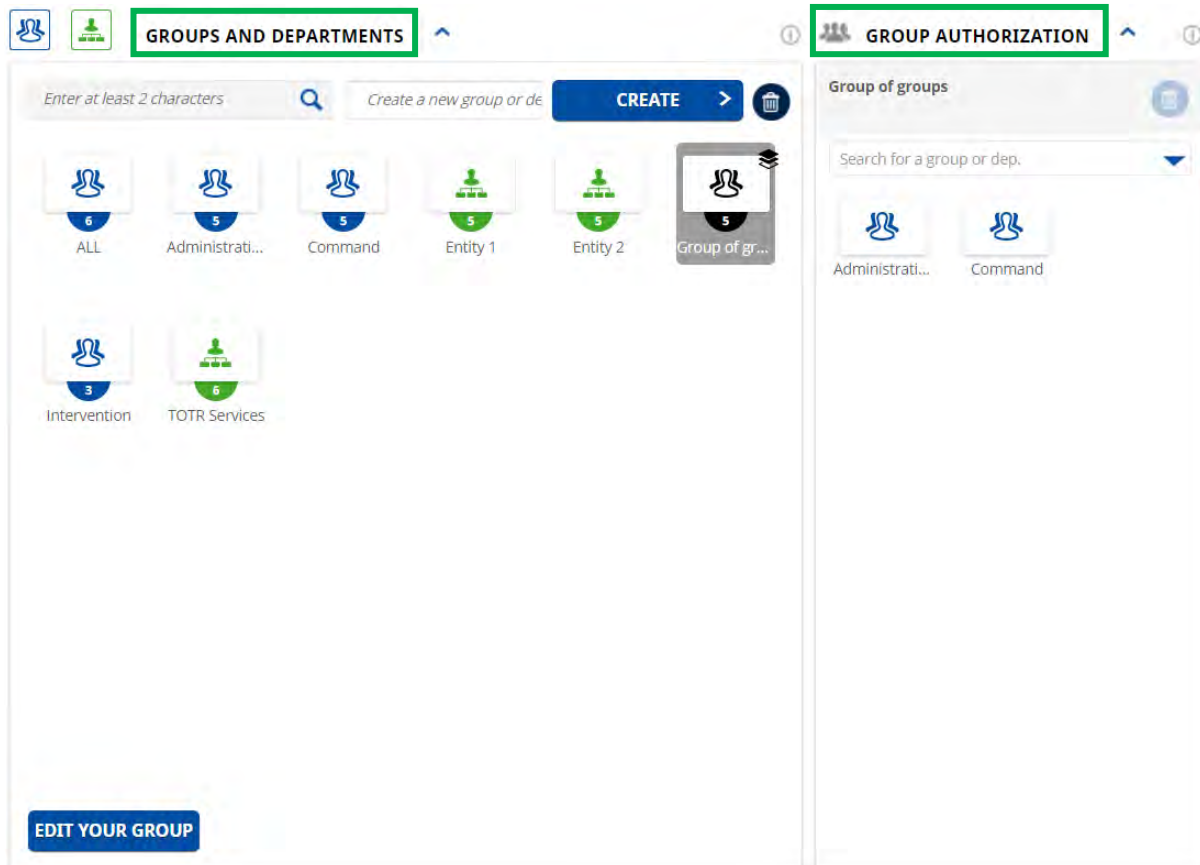 GROUPS AND DEPARTMENTS
Enter at least 2 characters
Create a new group or de
CREATE >
6
ALL
5
Administrati...
5
Command
5
Entity 1
5
Entity 2
5
Group of gr...
3
Intervention
6
TOTR Services
EDIT YOUR GROUP
GROUP AUTHORIZATION
Group of groups
Search for a group or dep.
Administrati...
Command